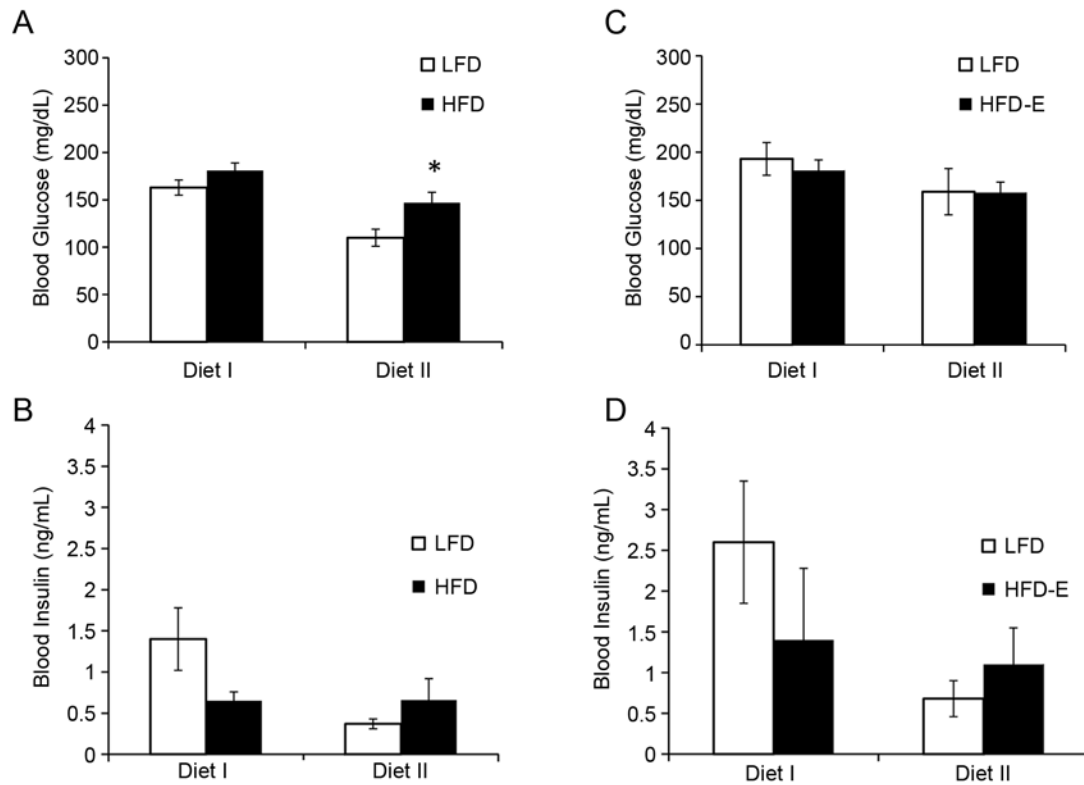 A
Blood Glucose (mg/dL)
300
250
200
150
100
50
0
LFD
HFD
*
Diet I
Diet II
C
Blood Glucose (mg/dL)
300
250
200
150
100
50
0
LFD
HFD-E
Diet I
Diet II
B
Blood Insulin (ng/mL)
4
3.5
3
2.5
2
1.5
1
0.5
0
LFD
HFD
Diet I
Diet II
D
Blood Insulin (ng/mL)
4
3.5
3
2.5
2
1.5
1
0.5
0
LFD
HFD-E
Diet I
Diet II